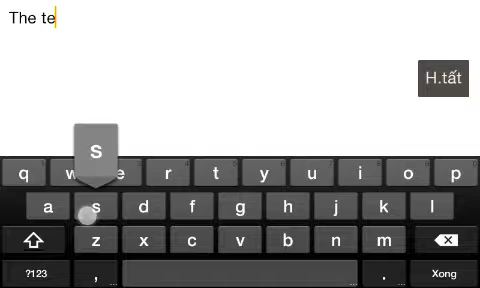 The te
H.tất
s
q w e r t y u i o p
a s d f g h j k l
z x c v b n m
?123 , . Xong